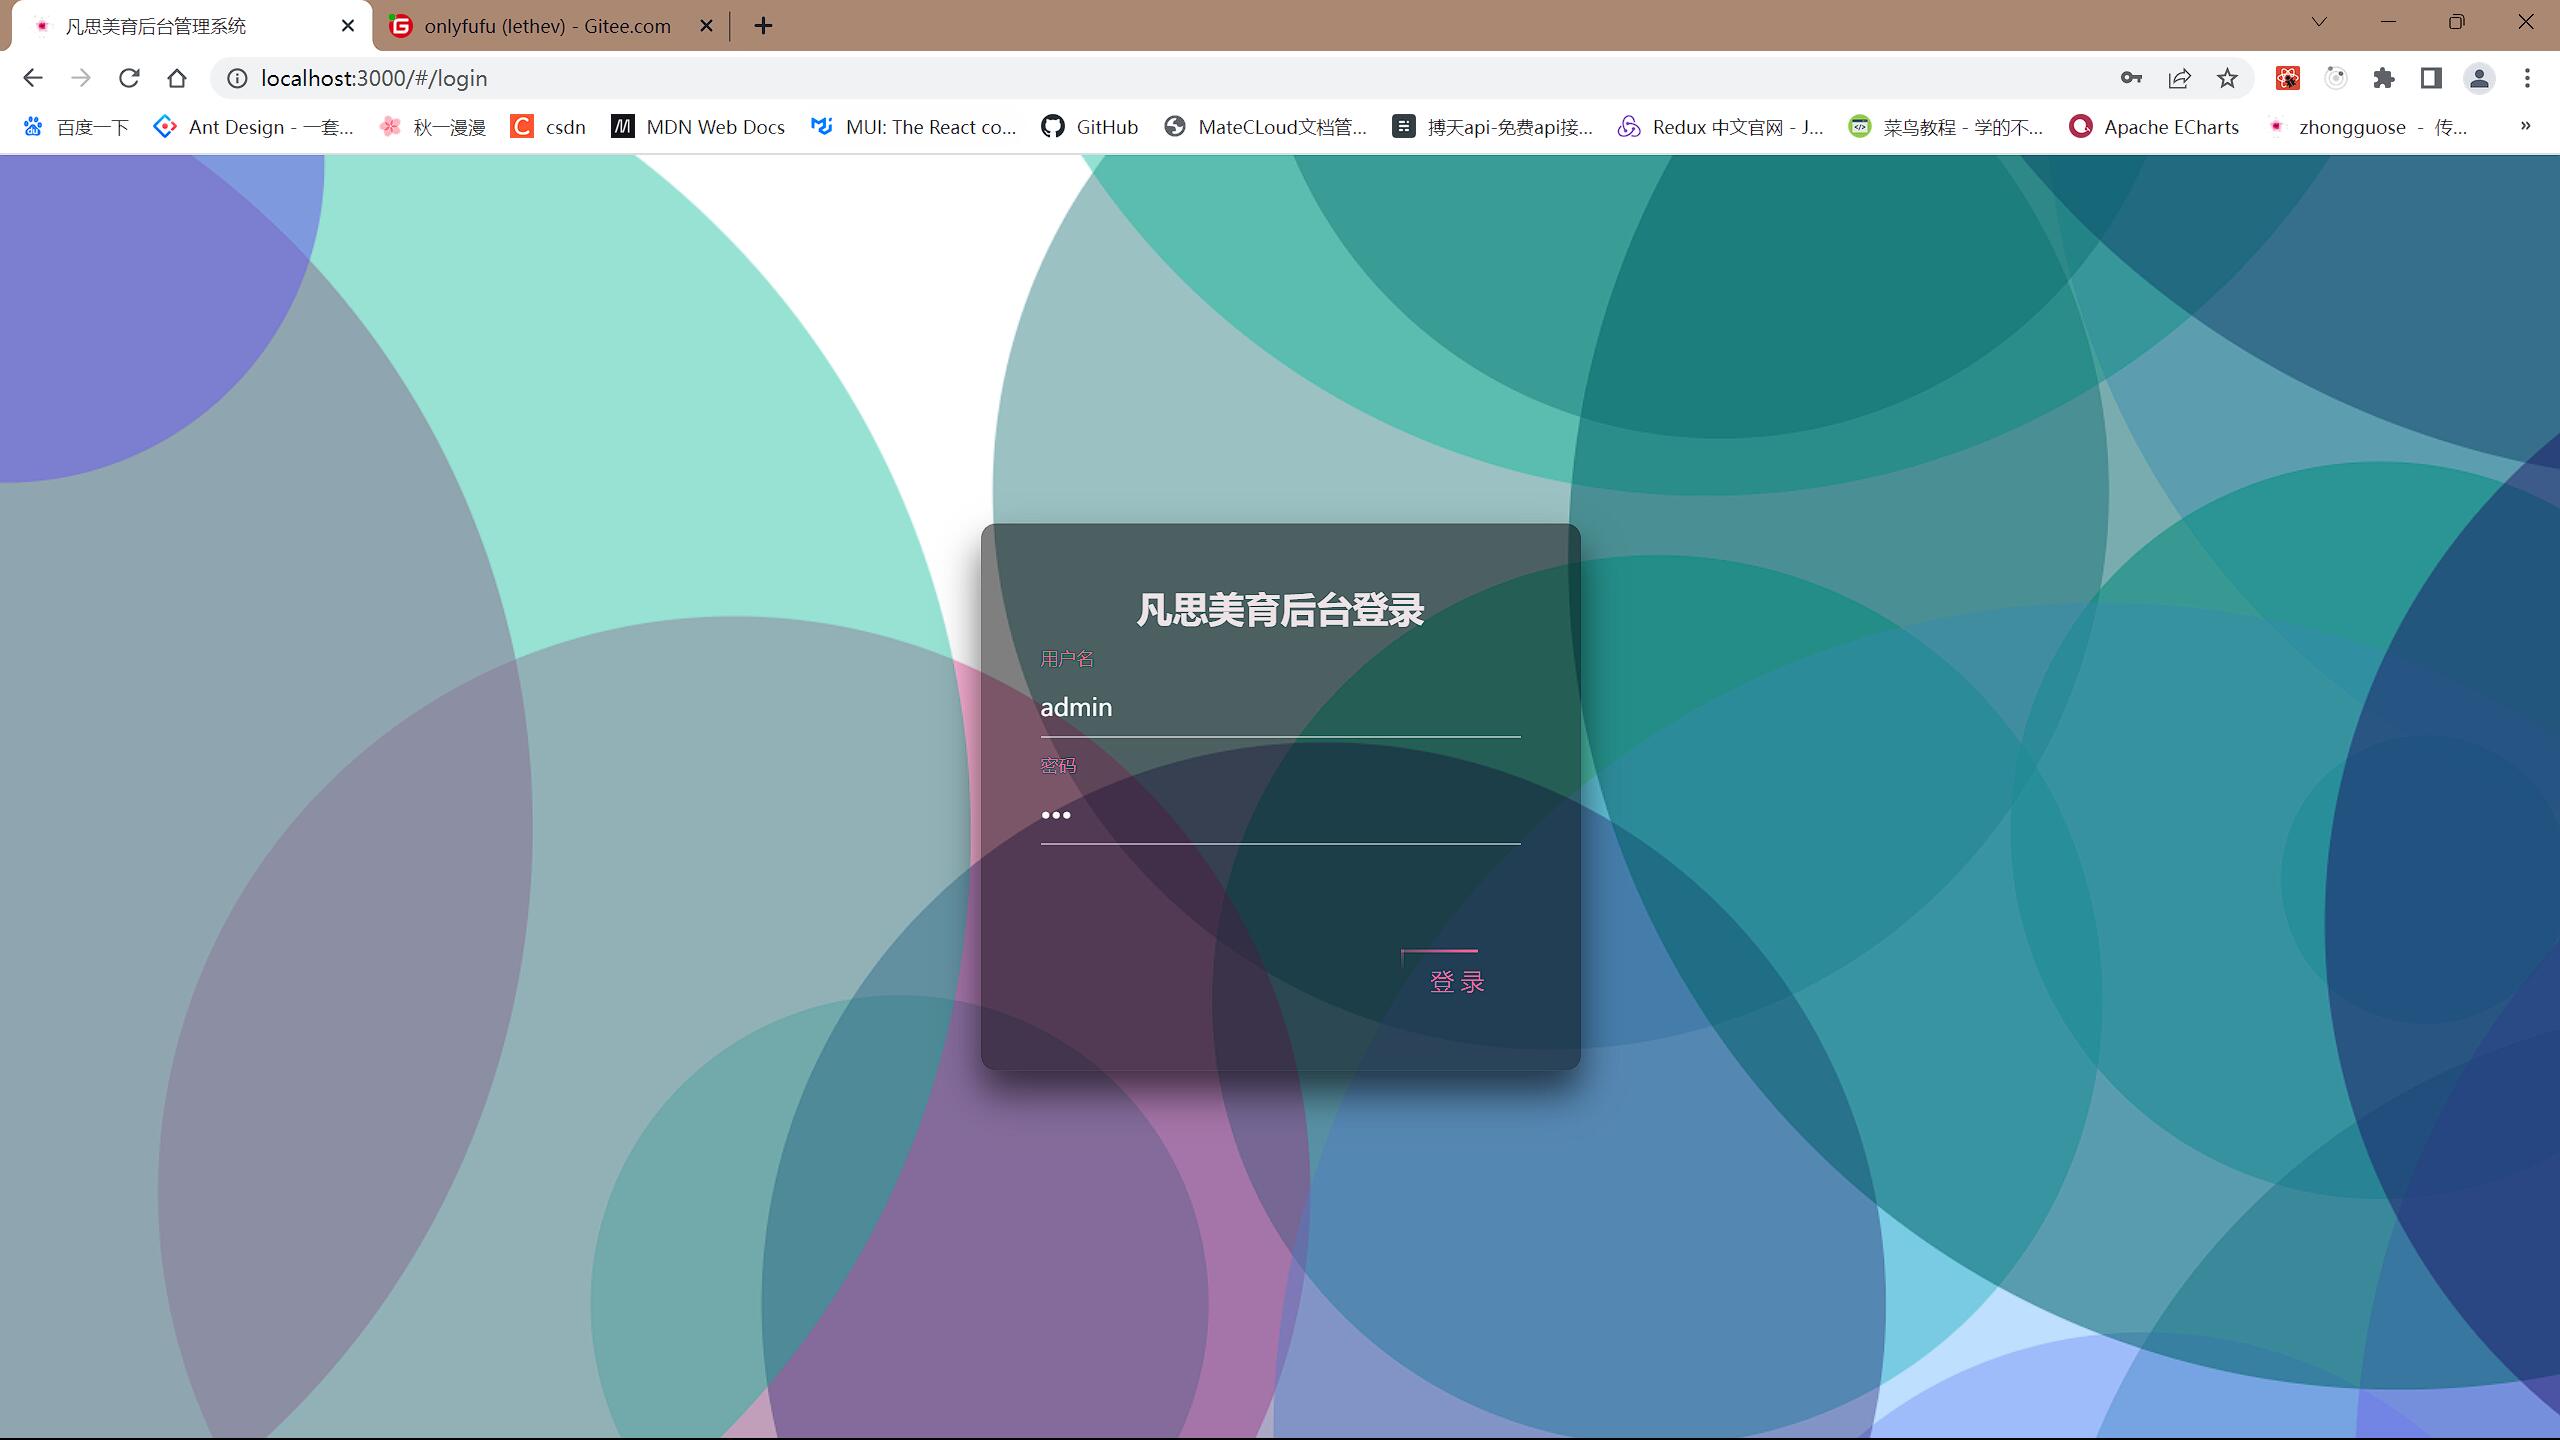 凡思美育后台管理系统
onlyfufu (lethev) - Gitee.com
localhost:3000/#/login
百度一下 Ant Design - 一套... 秋一漫漫 csdn MDN Web Docs MUI: The React co... GitHub MateCLoud文档管... 搏天api-免费api接... Redux 中文官网 - J... 菜鸟教程 - 学的不... Apache ECharts zhongguose - 传... »
凡思美育后台登录
用户名
admin
密码
•••
登 录